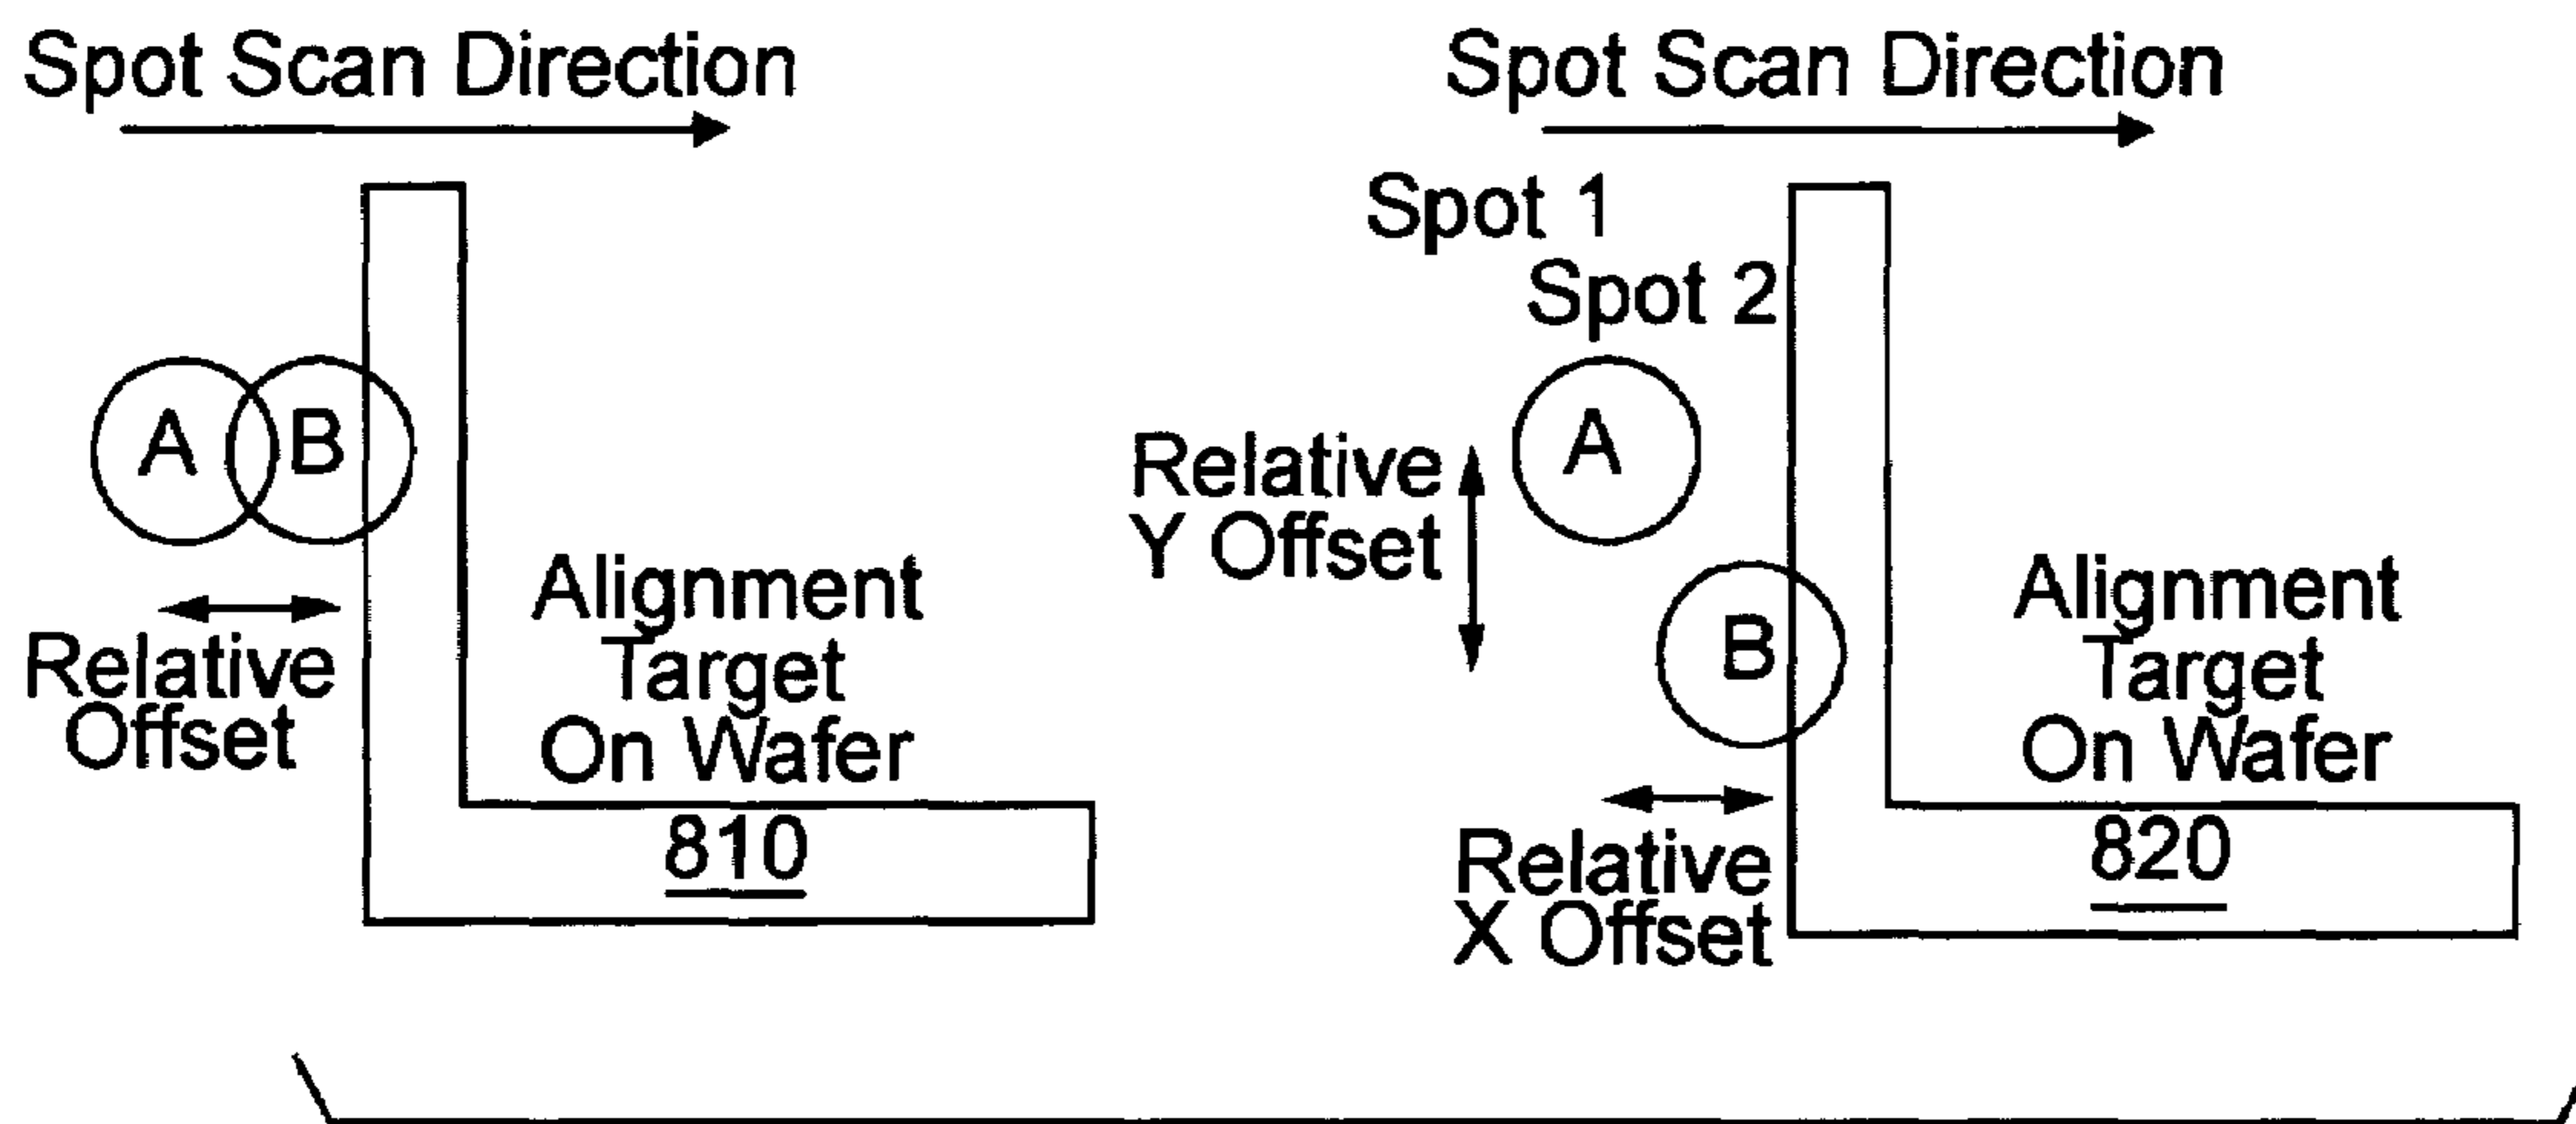 Spot Scan Direction
A B
Relative
Offset
Alignment
Target
On Wafer
810
Spot Scan Direction
Spot 1
Spot 2
A
Relative
Y Offset
B
Relative
X Offset
Alignment
Target
On Wafer
820